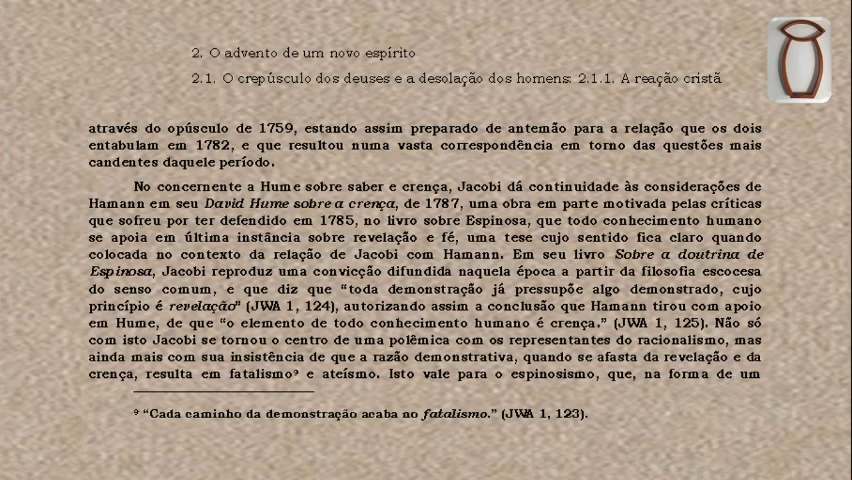 2. O advento de um novo espírito
2.1. O crepúsculo dos deuses e a desolação dos homens: 2.1.1. A reação cristã
através do opúsculo de 1759, estando assim preparado de antemão para a relação que os dois
entabulam em 1782, e que resultou numa vasta correspondência em torno das questões mais
candentes daquele período.
No concernente a Hume sobre saber e crença, Jacobi dá continuidade às considerações de
Hamann em seu David Hume sobre a crença, de 1787, uma obra em parte motivada pelas críticas
que sofreu por ter defendido em 1785, no livro sobre Espinosa, que todo conhecimento humano
se apoia em última instância sobre revelação e fé, uma tese cujo sentido fica claro quando
colocada no contexto da relação de Jacobi com Hamann. Em seu livro Sobre a doutrina de
Espinosa, Jacobi reproduz uma convicção difundida naquela época a partir da filosofia escocesa
do senso comum, e que diz que “toda demonstração já pressupõe algo demonstrado, cujo
princípio é revelação” (JWA 1, 124), autorizando assim a conclusão que Hamann tirou com apoio
em Hume, de que “o elemento de todo conhecimento humano é crença.” (JWA 1, 125). Não só
com isto Jacobi se tornou o centro de uma polêmica com os representantes do racionalismo, mas
ainda mais com sua insistência de que a razão demonstrativa, quando se afasta da revelação e da
crença, resulta em fatalismo⁹ e ateísmo. Isto vale para o espinosismo, que, na forma de um
⁹ “Cada caminho da demonstração acaba no fatalismo.” (JWA 1, 123).